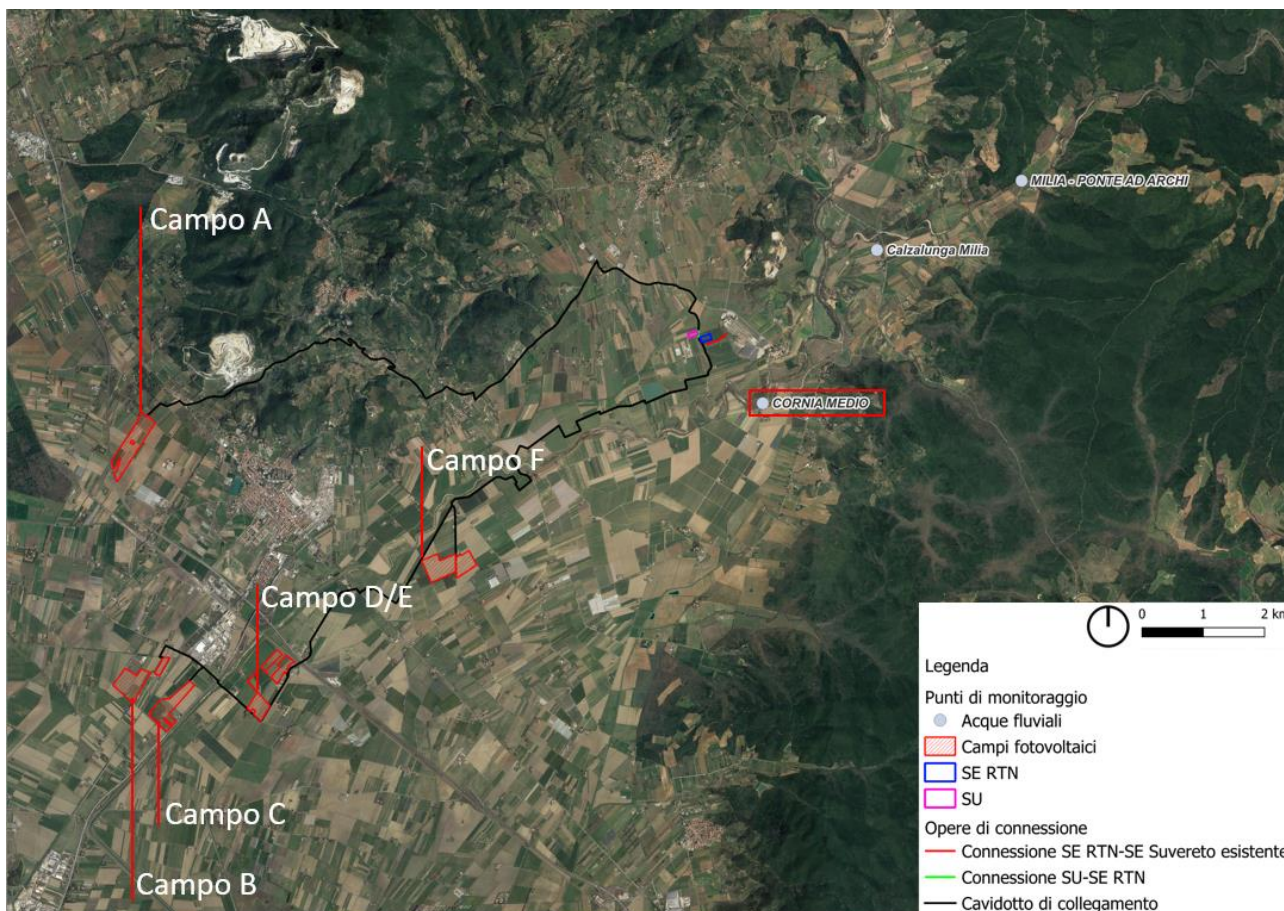 MILIA - PONTE AD ARCHI
Campo A
Calzalunga Milia
CORNIA MEDIO
Campo F
Campo D/E
Campo C
Campo B
0 1 2 km
Legenda
Punti di monitoraggio
Acque fluviali
Campi fotovoltaici
SE RTN
SU
Opere di connessione
Connessione SE RTN-SE Suvereto esistente
Connessione SU-SE RTN
Cavidotto di collegamento